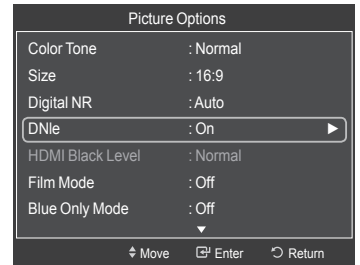 Picture Options
Color Tone : Normal
Size : 16:9
Digital NR : Auto
DNIe : On ►
HDMI Black Level : Normal
Film Mode : Off
Blue Only Mode : Off
▼
Move Enter Return